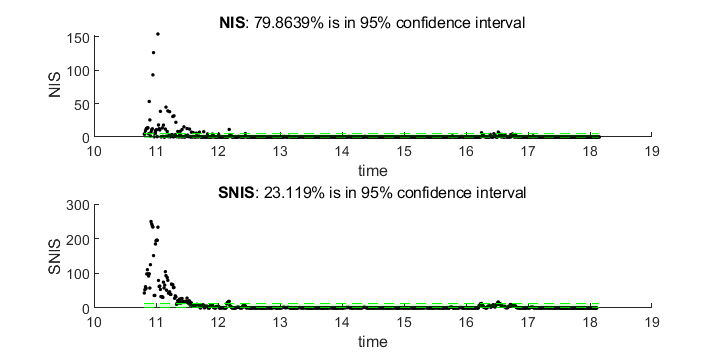 NIS: 79.8639% is in 95% confidence interval
150
100
50
0
NIS
10 11 12 13 14 15 16 17 18 19
time
SNIS: 23.119% is in 95% confidence interval
300
200
100
0
SNIS
10 11 12 13 14 15 16 17 18 19
time